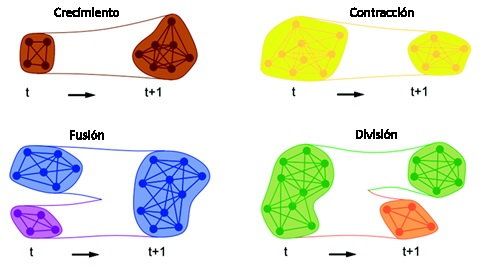 Crecimiento
t
t+1
Contracción
t
t+1
Fusión
t
t+1
División
t
t+1